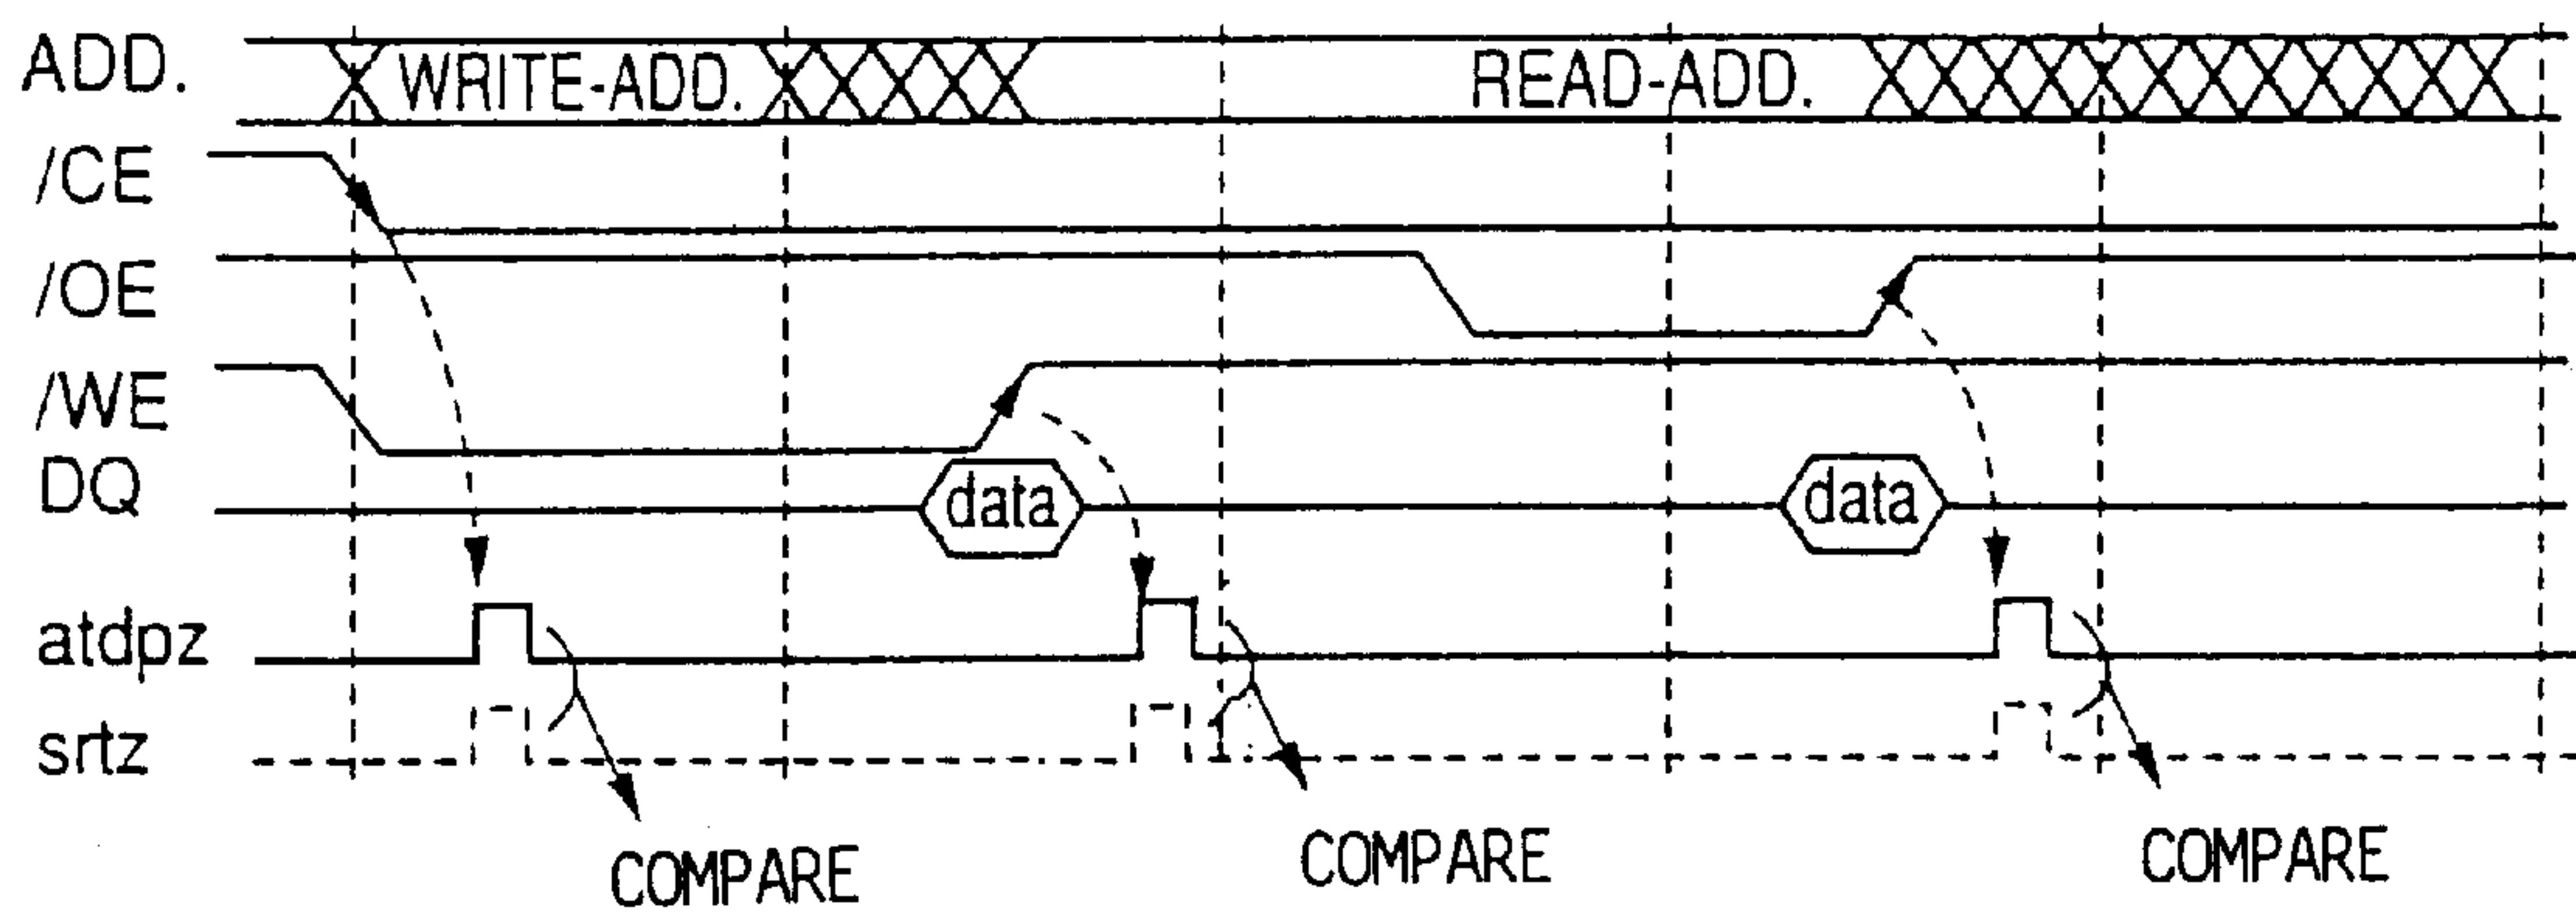 ADD. WRITE-ADD. READ-ADD.
/CE
/OE
/WE
DQ data data
atdpz
srtz
COMPARE COMPARE COMPARE